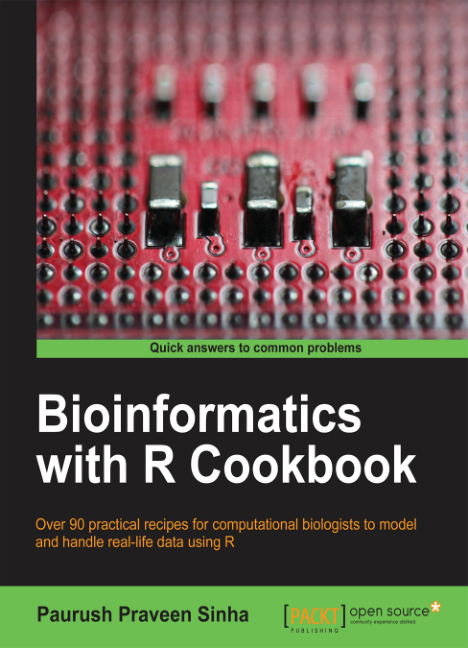 Quick answers to common problems
Bioinformatics
with R Cookbook
Over 90 practical recipes for computational biologists to model
and handle real-life data using R
Paurush Praveen Sinha
[PACKT] open source*
PUBLISHING
community experience distilled